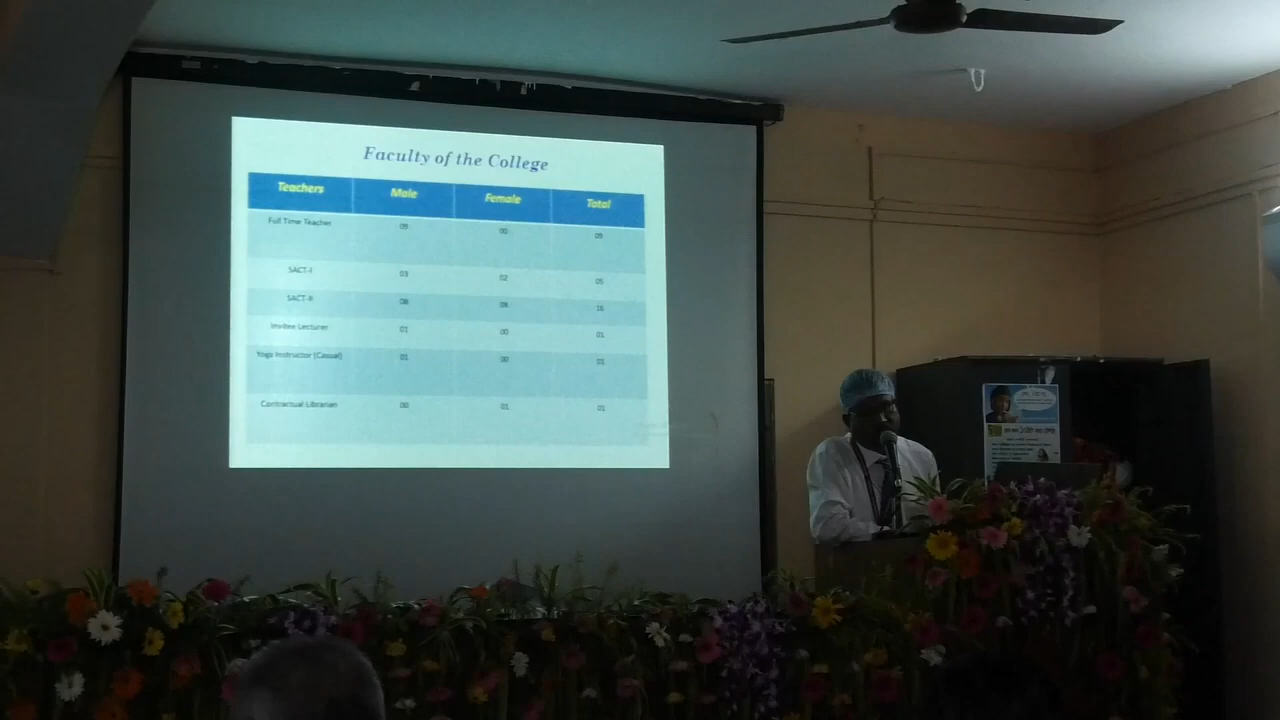 Faculty of the College
Teachers Male Female Total
Full Time Teacher 09 00 09
SACT-I 03 02 05
SACT-II 08 08 16
Invitee Lecturer 01 00 01
Yoga Instructor (Casual) 01 00 01
Contractual Librarian 00 01 01